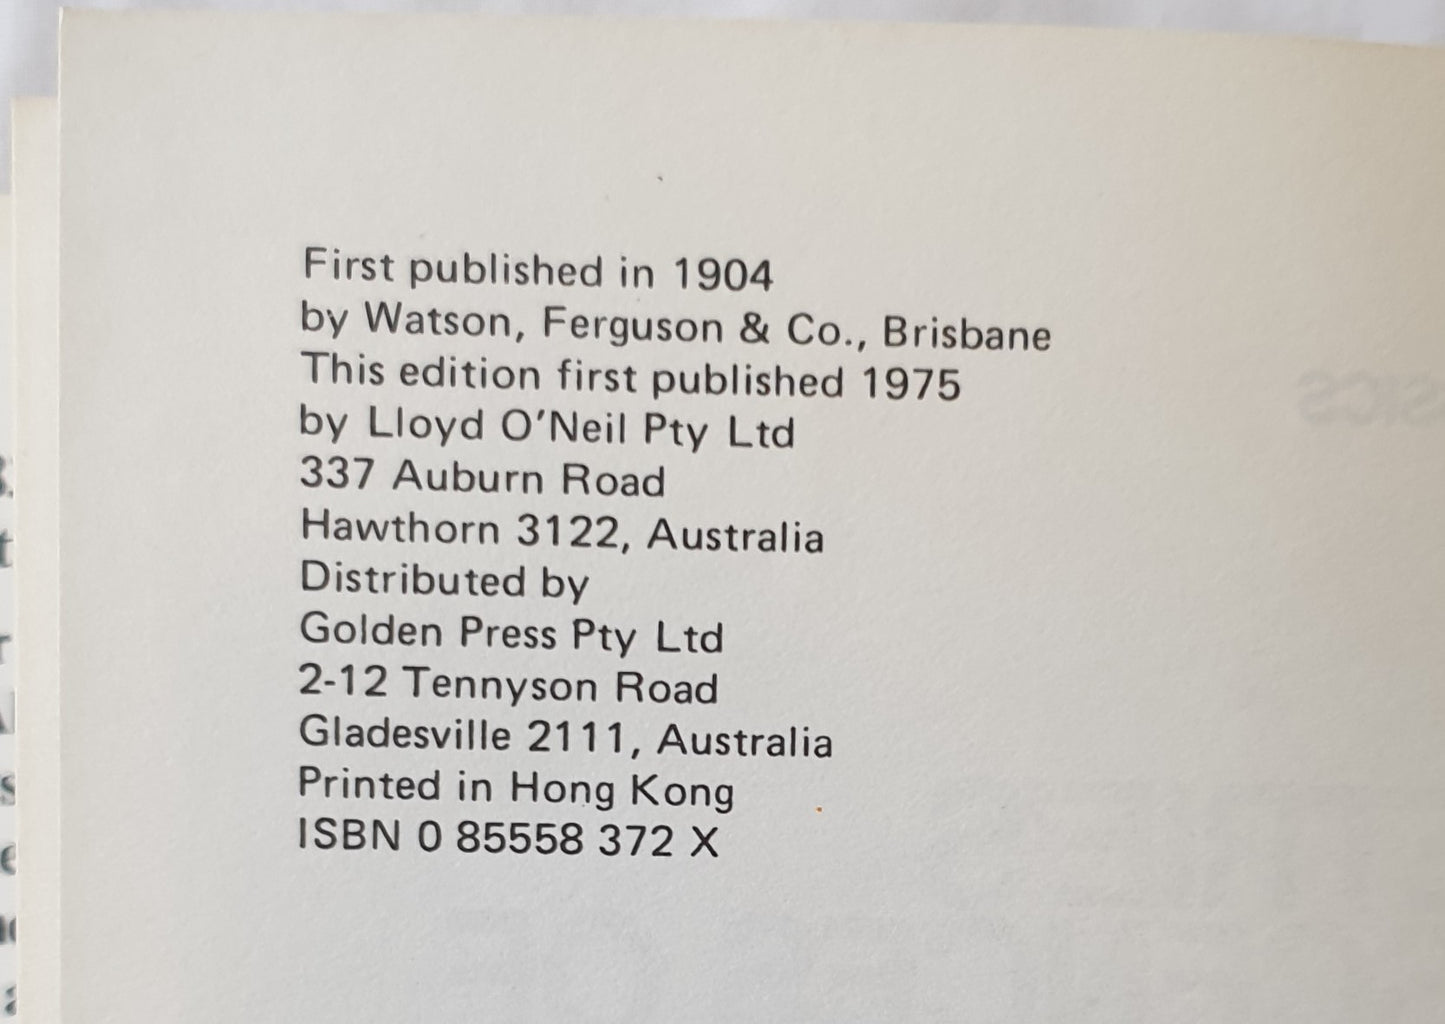 First published in 1904
by Watson, Ferguson & Co., Brisbane
This edition first published 1975
by Lloyd O'Neil Pty Ltd
337 Auburn Road
Hawthorn 3122, Australia
Distributed by
Golden Press Pty Ltd
2-12 Tennyson Road
Gladesville 2111, Australia
Printed in Hong Kong
ISBN 0 85558 372 X